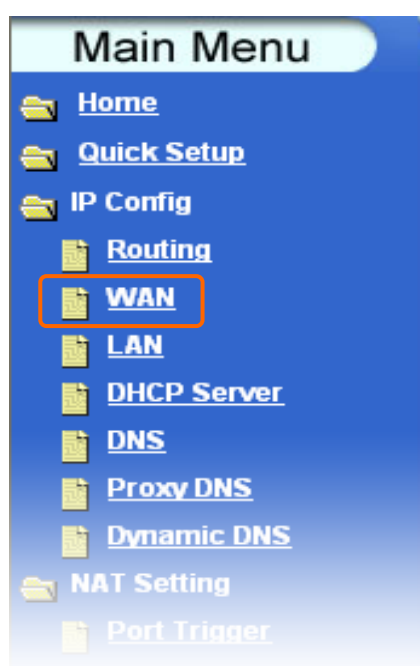 Main Menu
Home
Quick Setup
IP Config
Routing
WAN
LAN
DHCP Server
DNS
Proxy DNS
Dynamic DNS
NAT Setting
Port Trigger